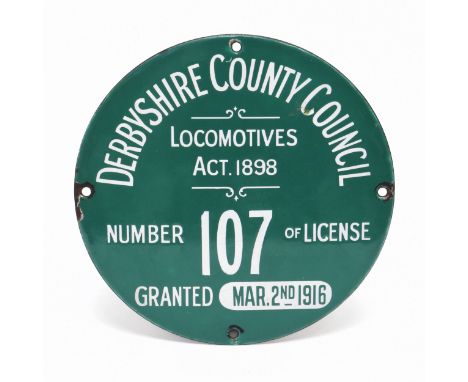 DERBYSHIRE COUNTY COUNCIL
LOCOMOTIVES
ACT. 1898
NUMBER 107 OF LICENSE
GRANTED MAR. 2ND 1916